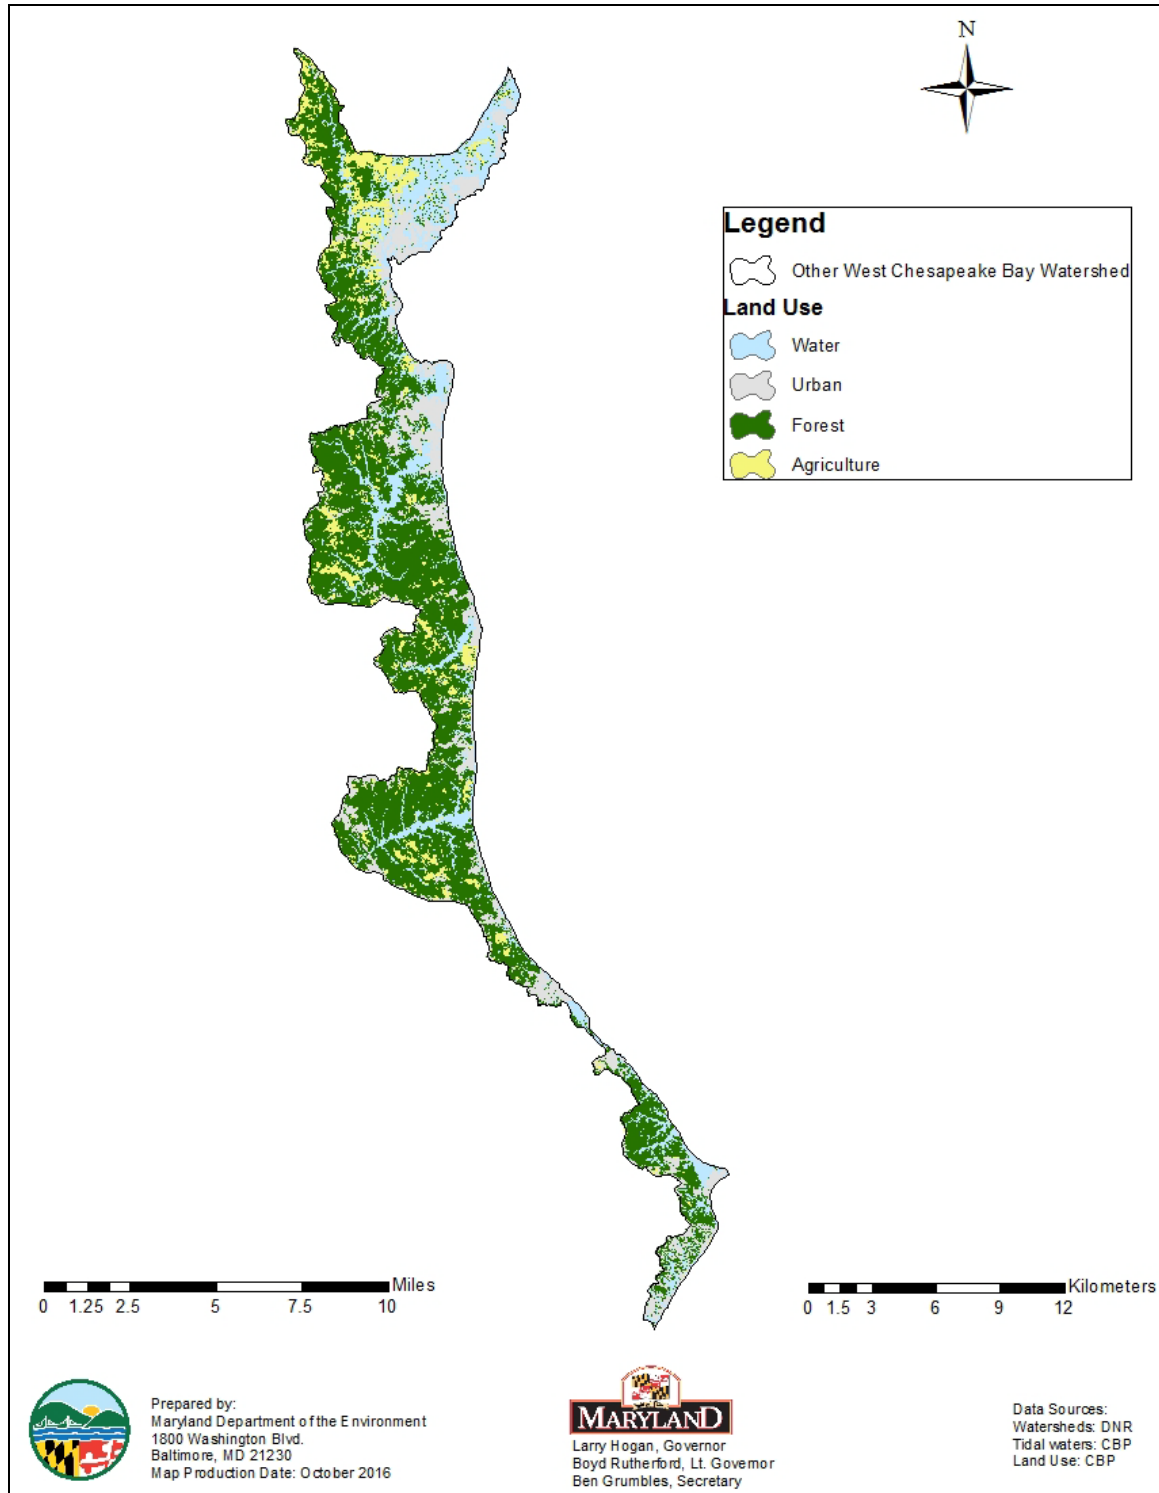 N
Legend
Other West Chesapeake Bay Watershed
Land Use
Water
Urban
Forest
Agriculture
Miles
0 1.25 2.5 5 7.5 10
Kilometers
0 1.5 3 6 9 12
Prepared by:
Maryland Department of the Environment
1800 Washington Blvd.
Baltimore, MD 21230
Map Production Date: October 2016
MARYLAND
Larry Hogan, Governor
Boyd Rutherford, Lt. Governor
Ben Grumbles, Secretary
Data Sources:
Watersheds: DNR
Tidal waters: CBP
Land Use: CBP